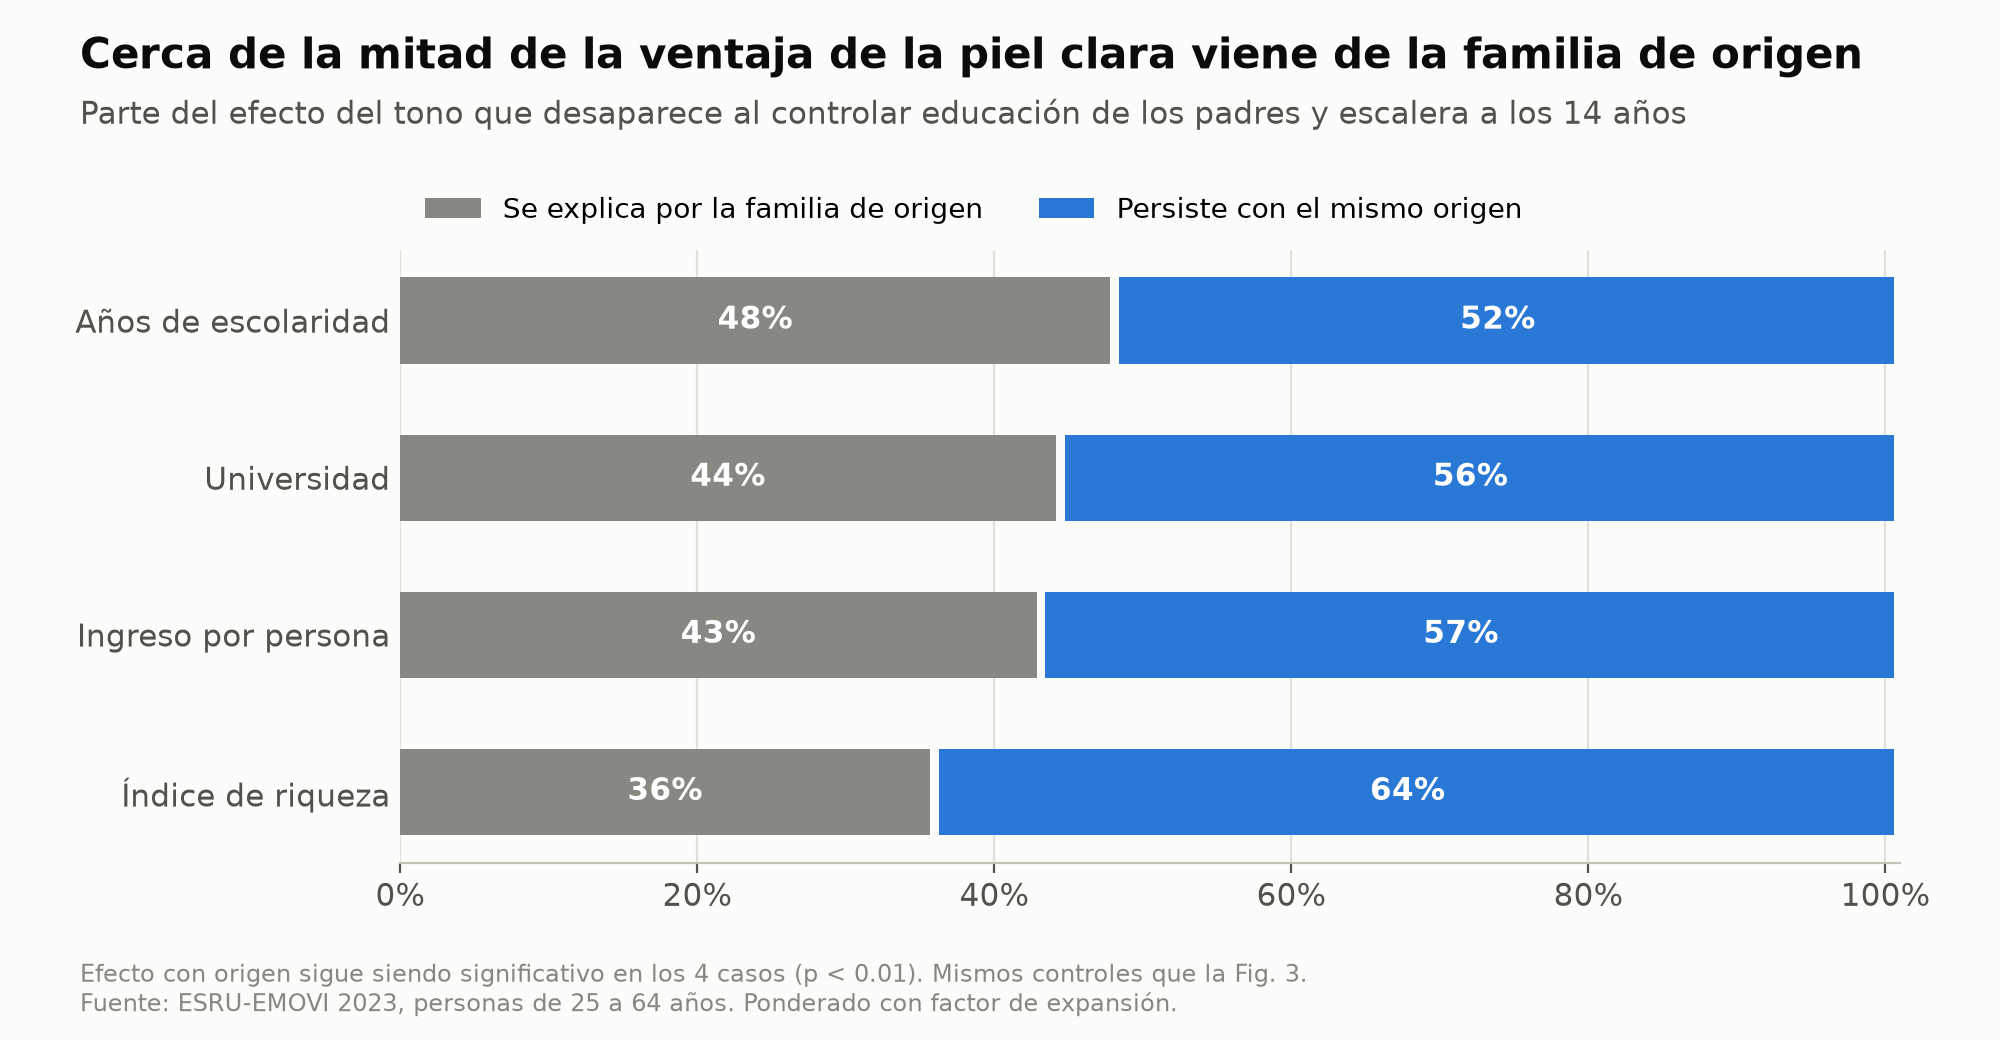 Cerca de la mitad de la ventaja de la piel clara viene de la familia de origen
Parte del efecto del tono que desaparece al controlar educación de los padres y escalera a los 14 años
Se explica por la familia de origen
Persiste con el mismo origen
Años de escolaridad
48%
52%
Universidad
44%
56%
Ingreso por persona
43%
57%
Índice de riqueza
36%
64%
0%
20%
40%
60%
80%
100%
Efecto con origen sigue siendo significativo en los 4 casos (p < 0.01). Mismos controles que la Fig. 3.
Fuente: ESRU-EMOVI 2023, personas de 25 a 64 años. Ponderado con factor de expansión.